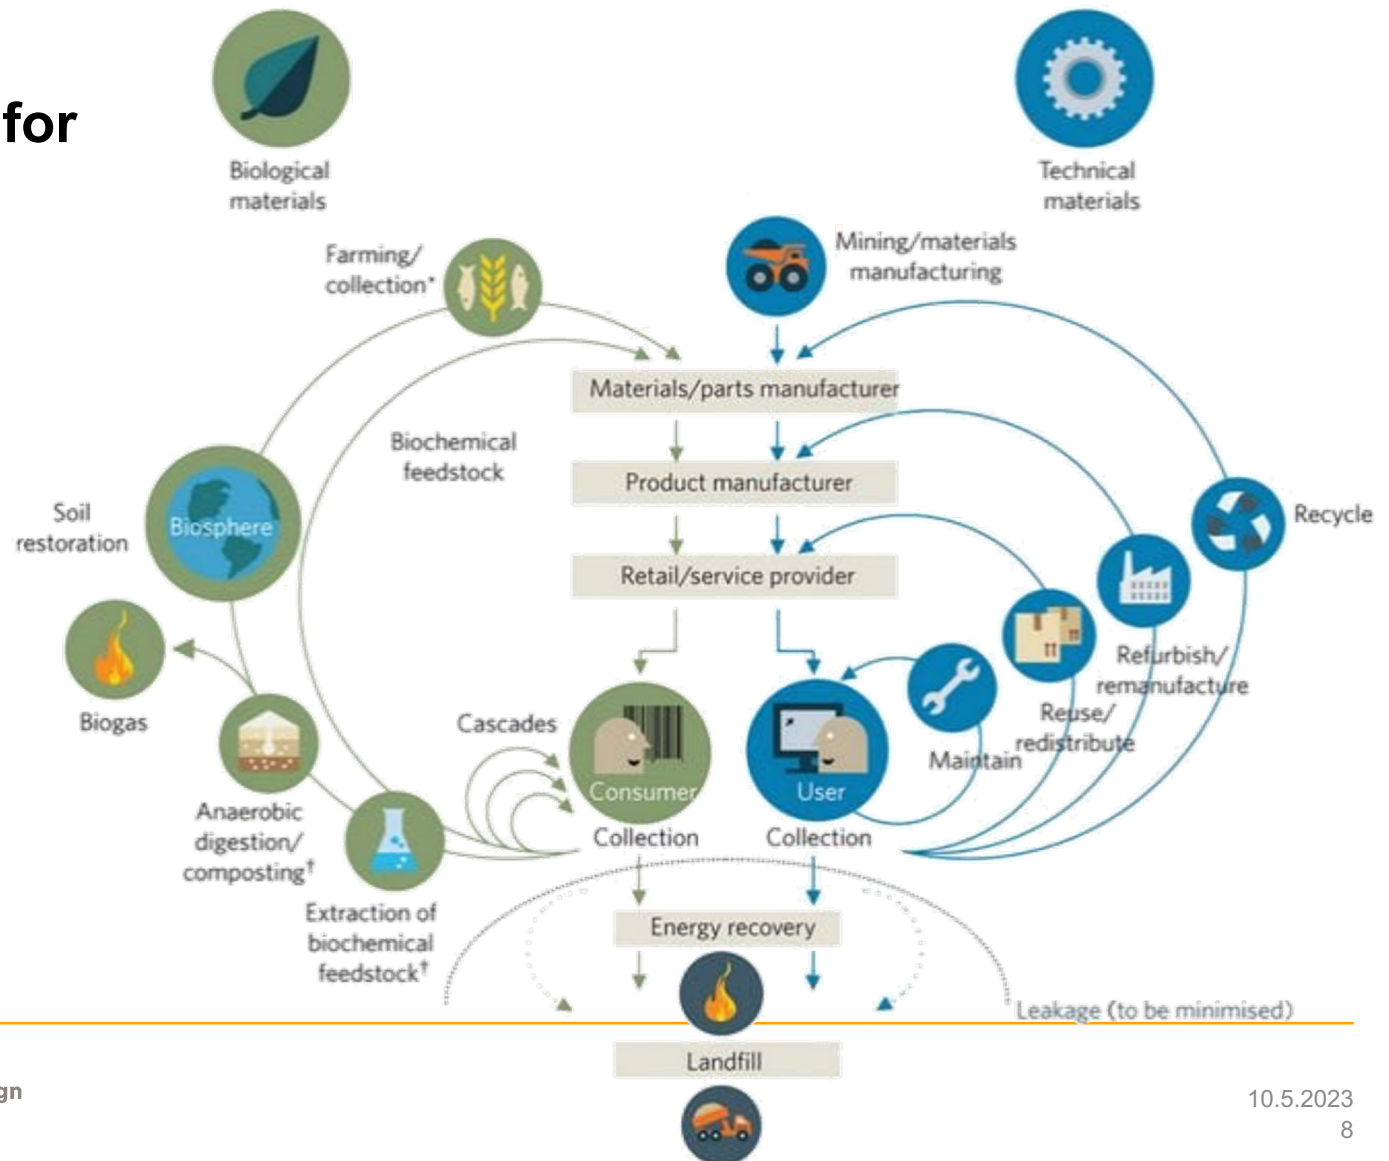 for
Biological
materials
Technical
materials
Farming/
collection*
Mining/materials
manufacturing
Materials/parts manufacturer
Biochemical
feedstock
Product manufacturer
Soil
restoration
Biosphere
Recycle
Retail/service provider
Biogas
Refurbish/
remanufacture
Reuse/
redistribute
Cascades
Maintain
Consumer
User
Anaerobic
digestion/
composting†
Collection
Collection
Extraction of
biochemical
feedstock†
Energy recovery
Leakage (to be minimised)
Landfill
gn
10.5.2023
8